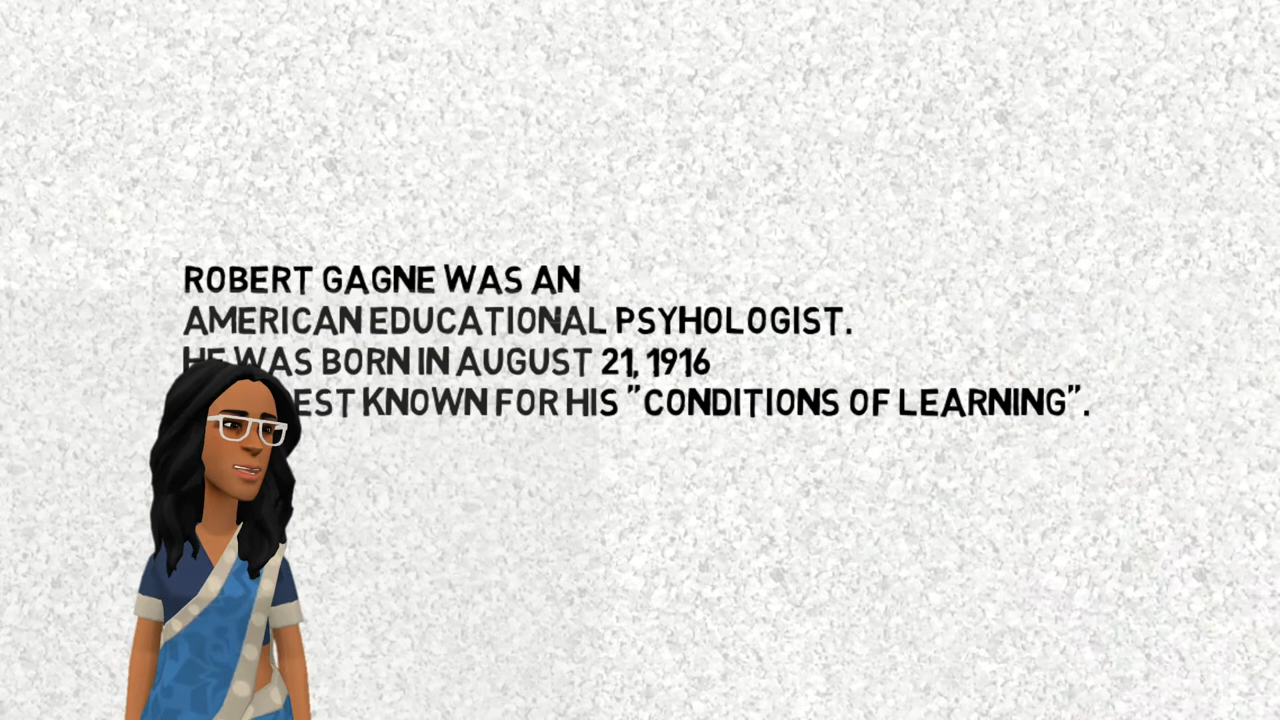 ROBERT GAGNE WAS AN
AMERICAN EDUCATIONAL PSYHOLOGIST.
HE WAS BORN IN AUGUST 21, 1916
KNOWN FOR HIS "CONDITIONS OF LEARNING".